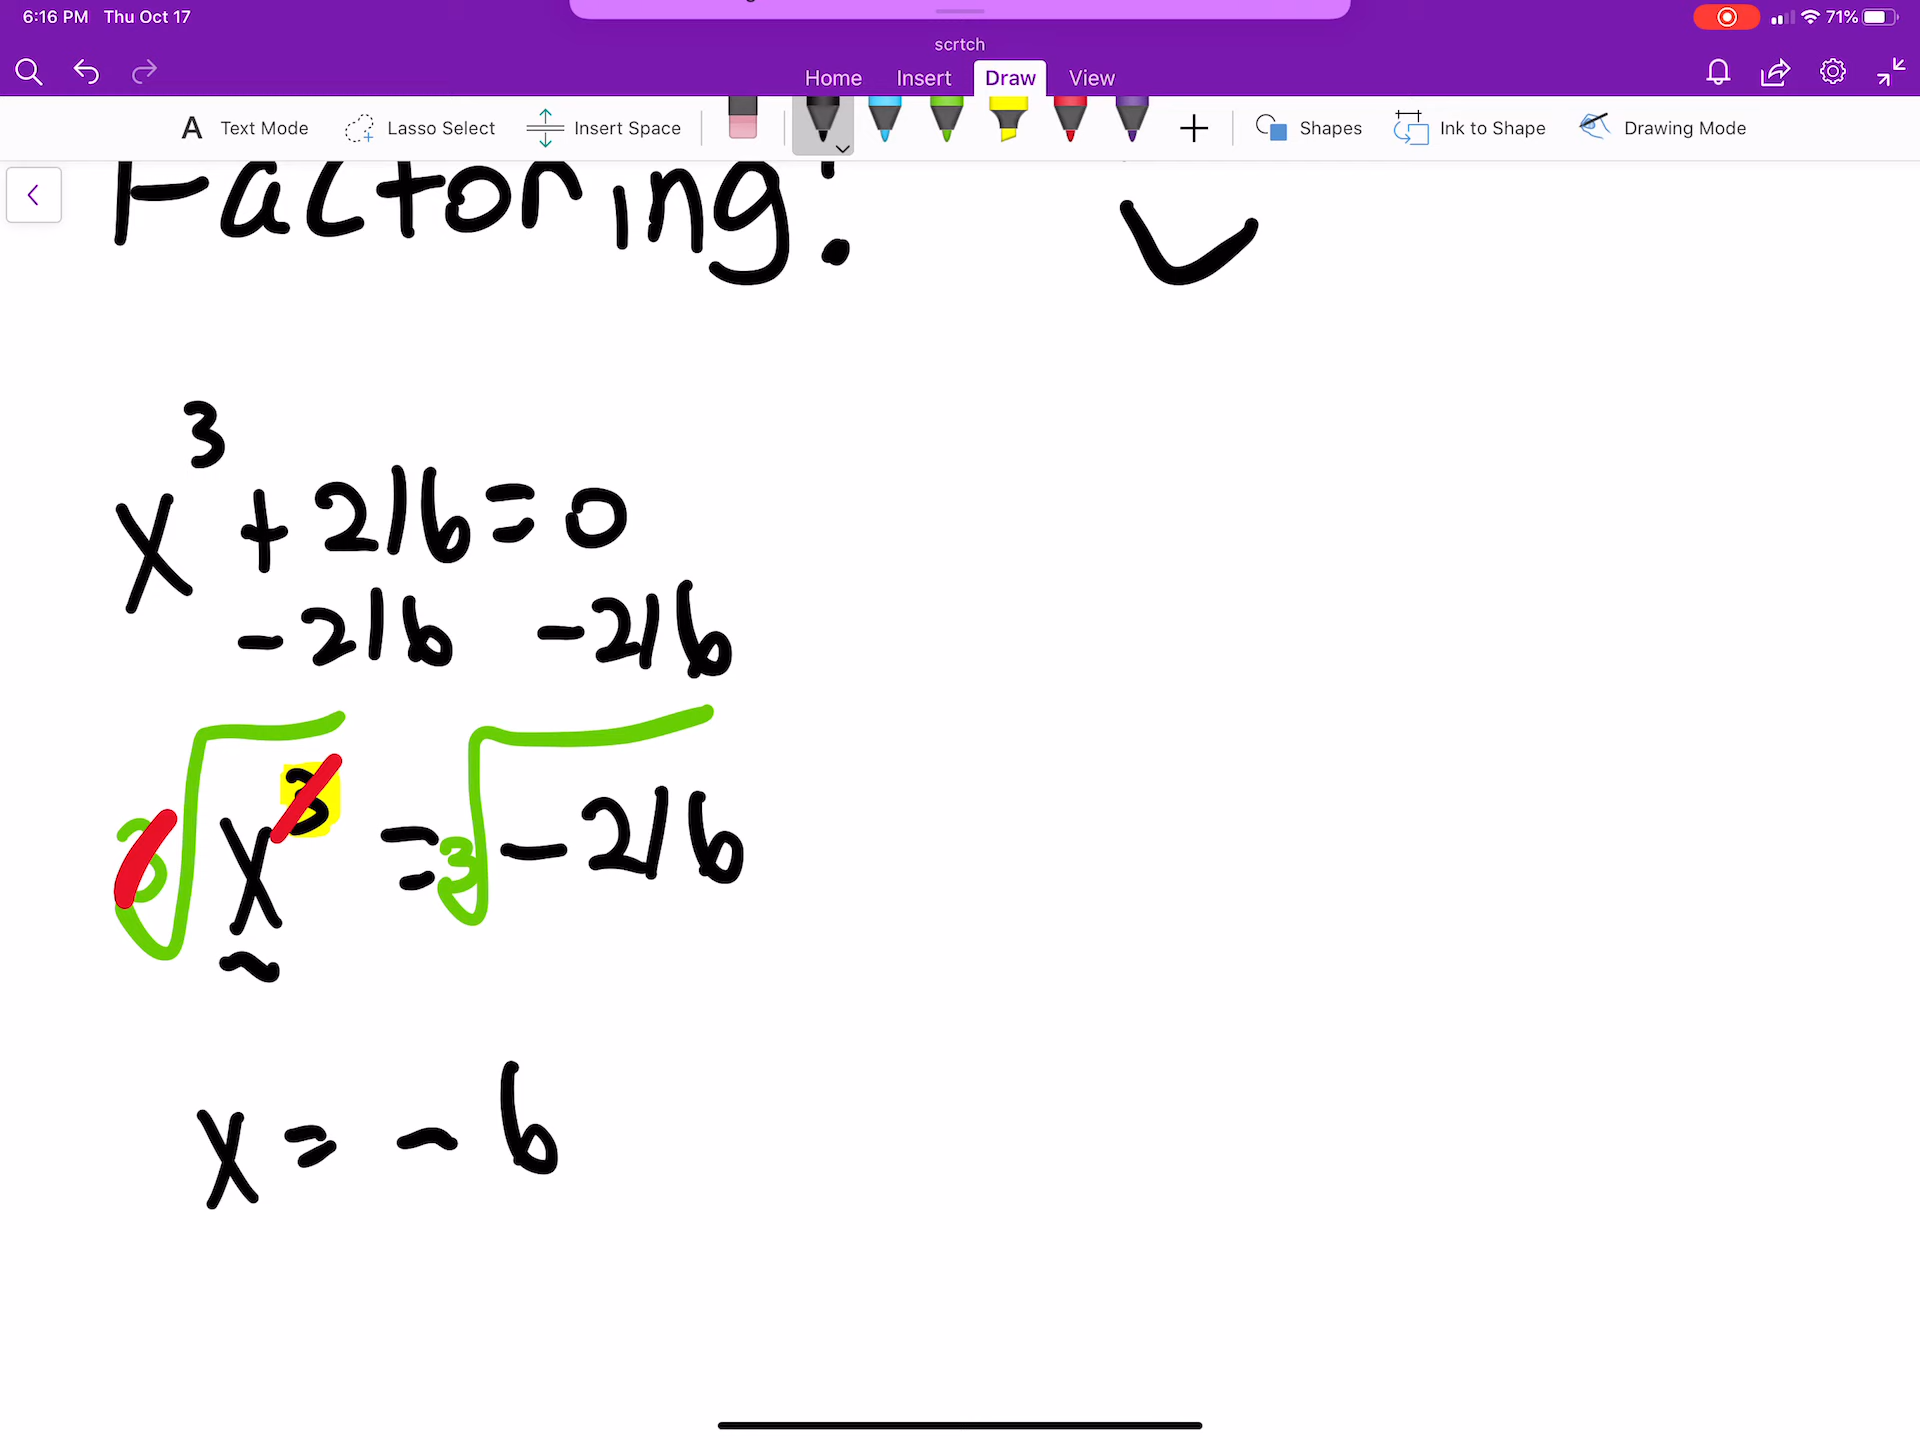 6:16 PM Thu Oct 17
71%
scrtch
Home Insert Draw View
A Text Mode Lasso Select Insert Space Shapes Ink to Shape Drawing Mode
Factoring:
x³ + 216 = 0
- 216 - 216
∛x³ = ∛-216
x = - 6